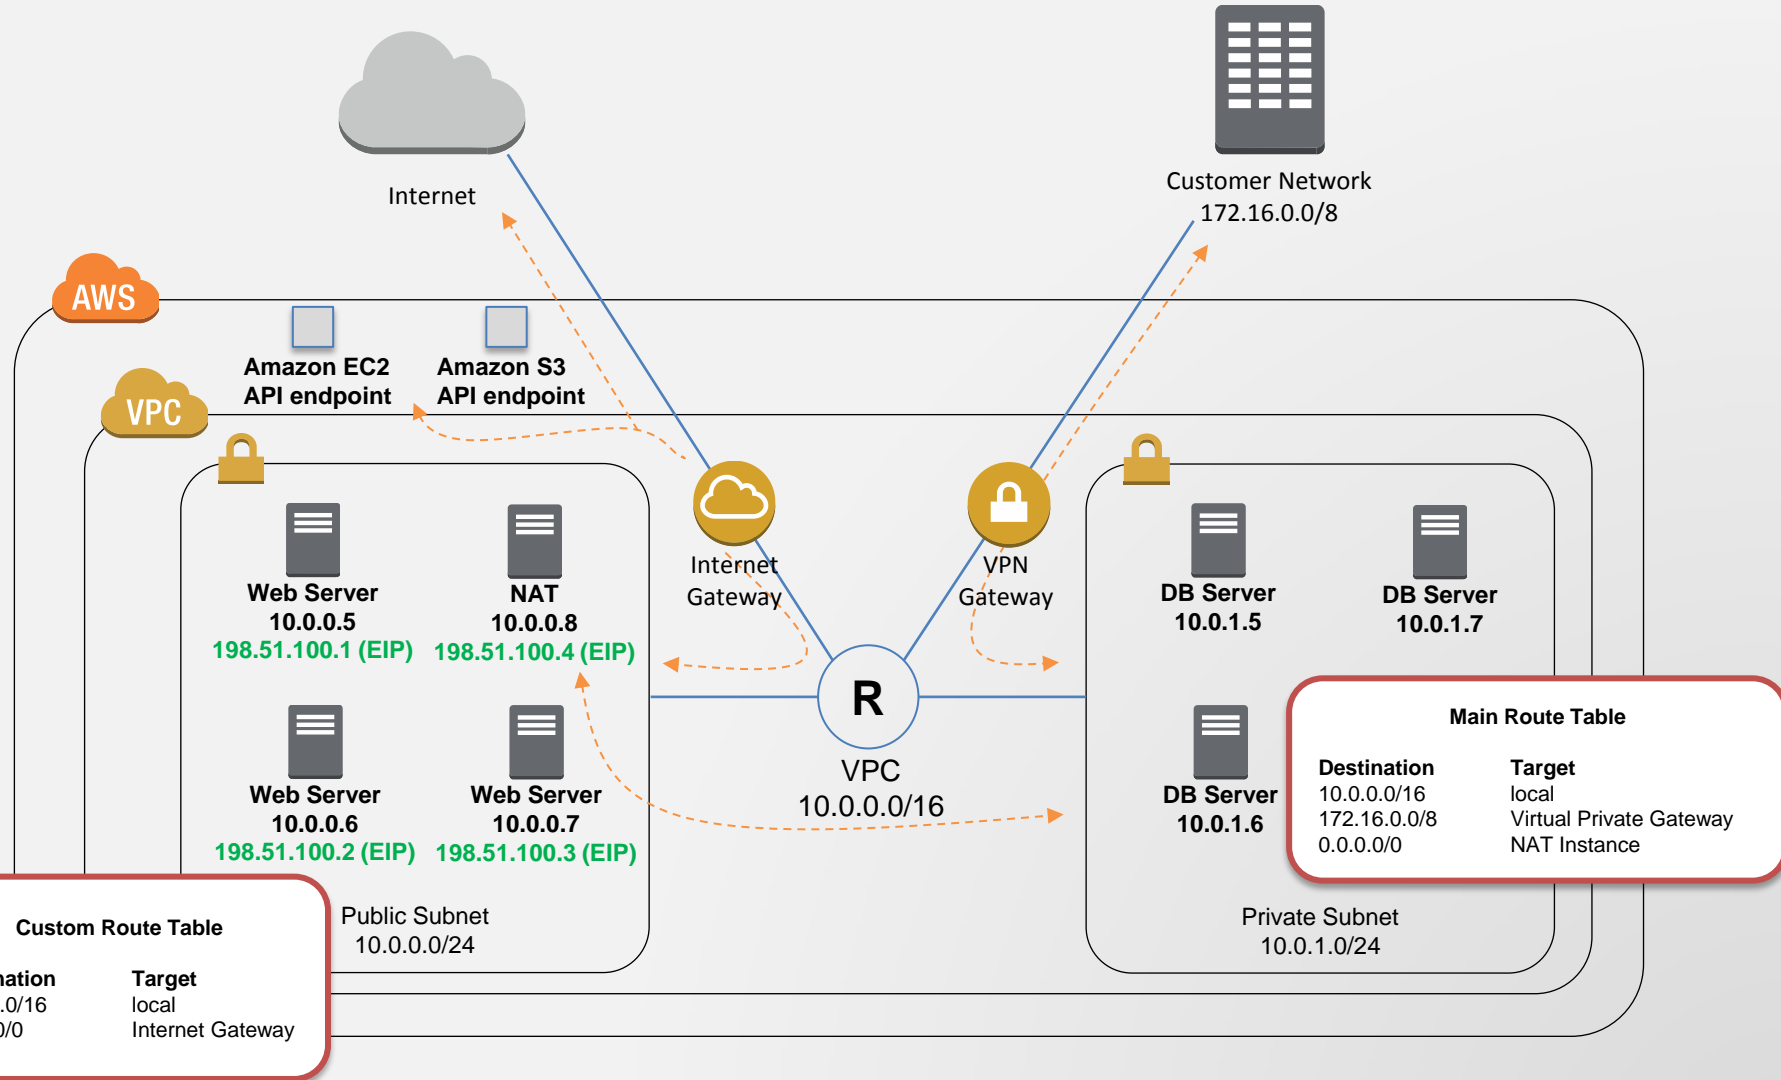 Internet
Customer Network
172.16.0.0/8
AWS
Amazon EC2
API endpoint
Amazon S3
API endpoint
VPC
Internet
Gateway
VPN
Gateway
Web Server
10.0.0.5
198.51.100.1 (EIP)
NAT
10.0.0.8
198.51.100.4 (EIP)
Web Server
10.0.0.6
198.51.100.2 (EIP)
Web Server
10.0.0.7
198.51.100.3 (EIP)
Public Subnet
10.0.0.0/24
R
VPC
10.0.0.0/16
DB Server
10.0.1.5
DB Server
10.0.1.7
DB Server
10.0.1.6
Private Subnet
10.0.1.0/24
Main Route Table
Destination Target
10.0.0.0/16 local
172.16.0.0/8 Virtual Private Gateway
0.0.0.0/0 NAT Instance
Custom Route Table
nation Target
.0/16 local
0/0 Internet Gateway